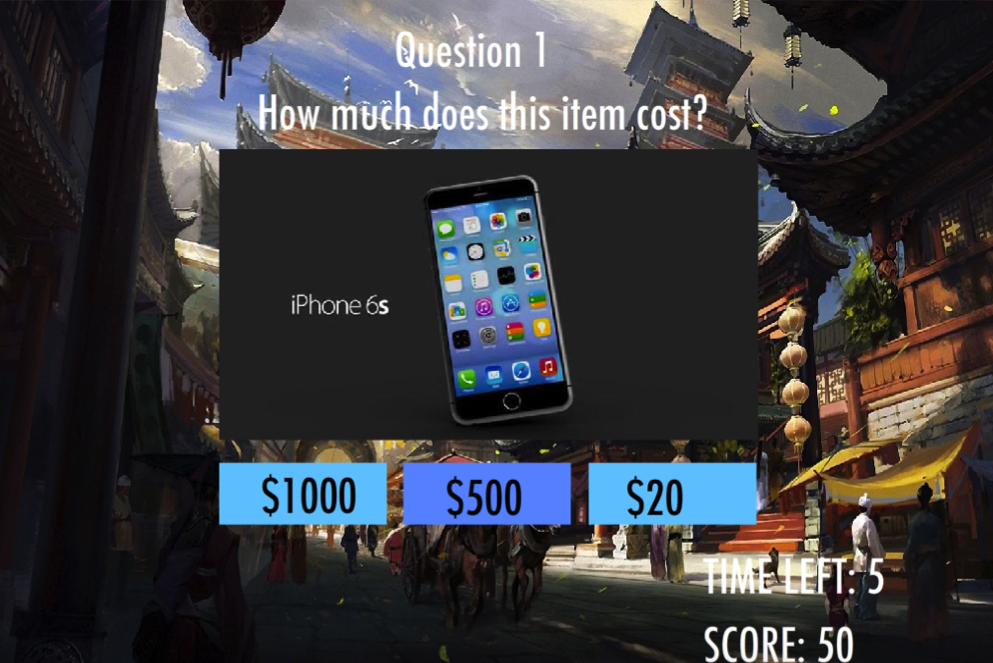 Question 1
How much does this item cost?
iPhone 6s
$1000
$500
$20
TIME LEFT: 5
SCORE: 50